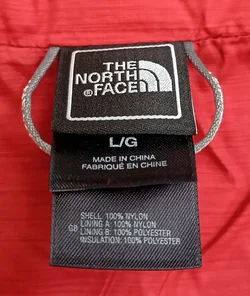 THE
NORTH
FACE
®
L/G
MADE IN CHINA
FABRIQUÉ EN CHINE
SHELL: 100% NYLON
GB LINING A: 100% NYLON
LINING B: 100% POLYESTER
INSULATION: 100% POLYESTER